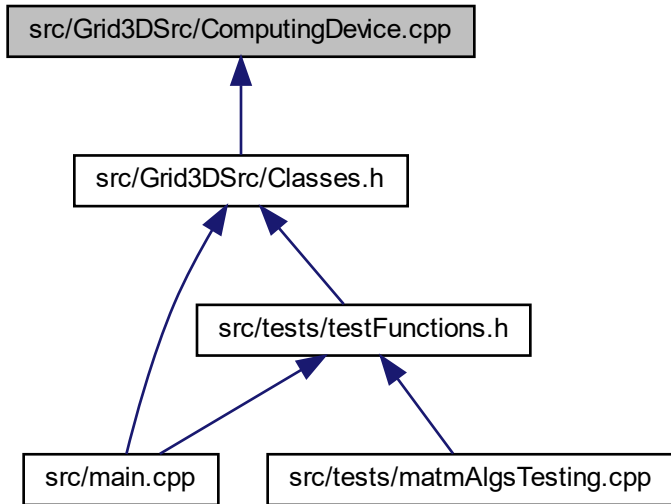 src/Grid3DSrc/ComputingDevice.cpp
src/Grid3DSrc/Classes.h
src/tests/testFunctions.h
src/main.cpp
src/tests/matmAlgsTesting.cpp